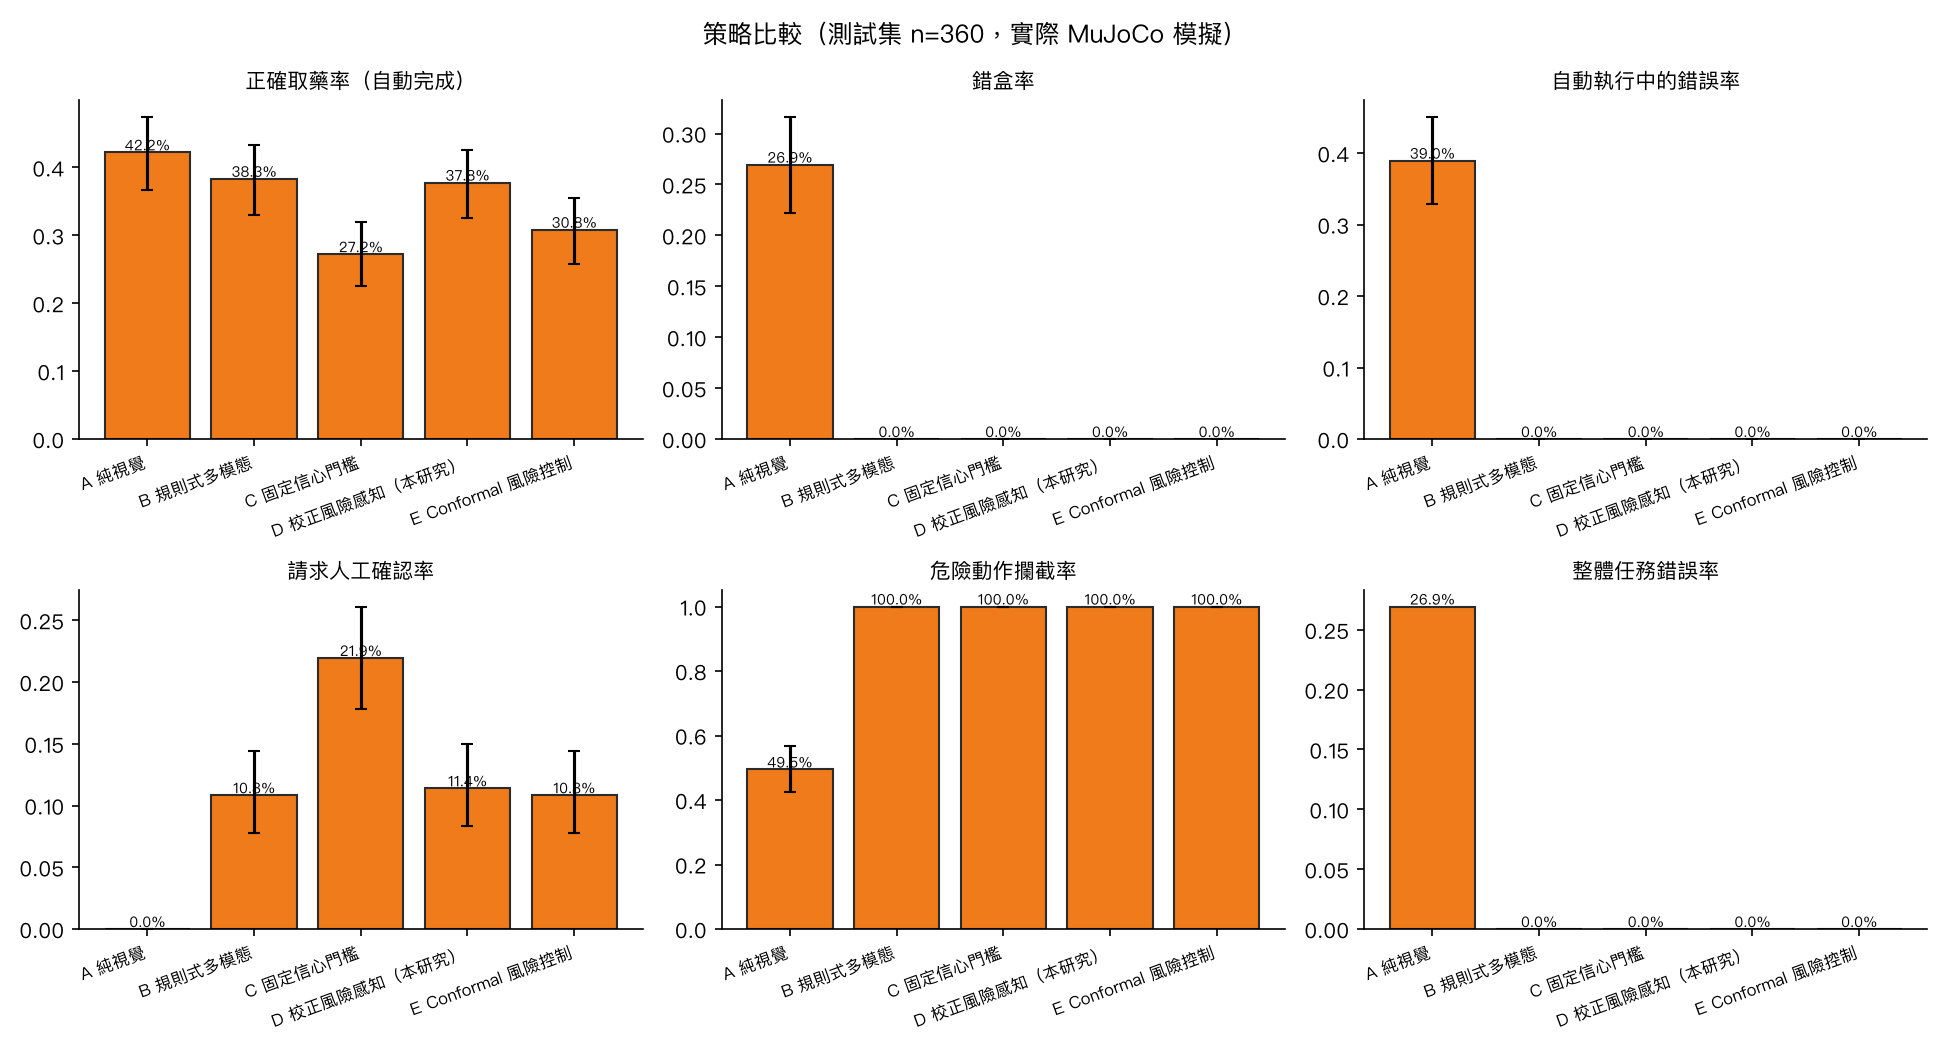 策略比較（測試集 n=360，實際 MuJoCo 模擬）
正確取藥率（自動完成）
0.4
0.3
0.2
0.1
0.0
42.2%
38.3%
27.2%
37.8%
30.8%
A 純視覺
B 規則式多模態
C 固定信心門檻
D 校正風險感知（本研究）
E Conformal 風險控制
錯盒率
0.30
0.25
0.20
0.15
0.10
0.05
0.00
26.9%
0.0%
0.0%
0.0%
0.0%
A 純視覺
B 規則式多模態
C 固定信心門檻
D 校正風險感知（本研究）
E Conformal 風險控制
自動執行中的錯誤率
0.4
0.3
0.2
0.1
0.0
39.0%
0.0%
0.0%
0.0%
0.0%
A 純視覺
B 規則式多模態
C 固定信心門檻
D 校正風險感知（本研究）
E Conformal 風險控制
請求人工確認率
0.25
0.20
0.15
0.10
0.05
0.00
0.0%
10.8%
21.9%
11.4%
10.8%
A 純視覺
B 規則式多模態
C 固定信心門檻
D 校正風險感知（本研究）
E Conformal 風險控制
危險動作攔截率
1.0
0.8
0.6
0.4
0.2
0.0
49.5%
100.0%
100.0%
100.0%
100.0%
A 純視覺
B 規則式多模態
C 固定信心門檻
D 校正風險感知（本研究）
E Conformal 風險控制
整體任務錯誤率
0.25
0.20
0.15
0.10
0.05
0.00
26.9%
0.0%
0.0%
0.0%
0.0%
A 純視覺
B 規則式多模態
C 固定信心門檻
D 校正風險感知（本研究）
E Conformal 風險控制